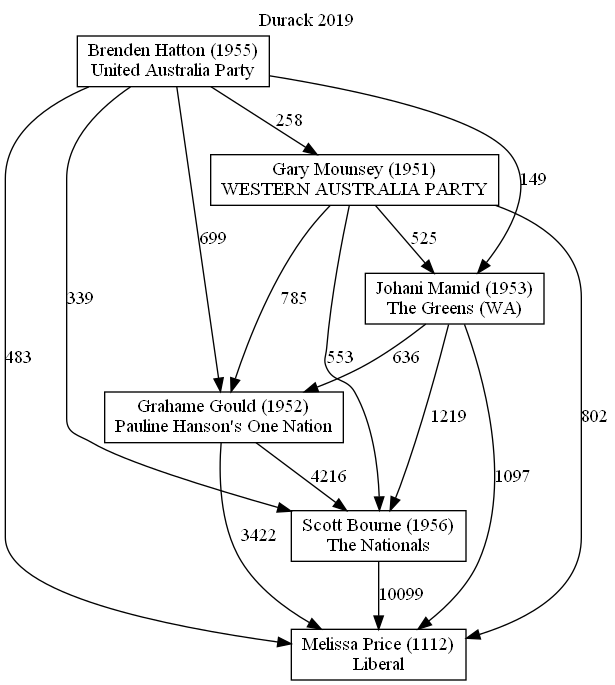 Durack 2019
Brenden Hatton (1955)
United Australia Party
258
Gary Mounsey (1951)
WESTERN AUSTRALIA PARTY
149
699
525
339
785
Johani Mamid (1953)
The Greens (WA)
483
553
636
Grahame Gould (1952)
Pauline Hanson's One Nation
1219
802
4216
1097
3422
Scott Bourne (1956)
The Nationals
10099
Melissa Price (1112)
Liberal